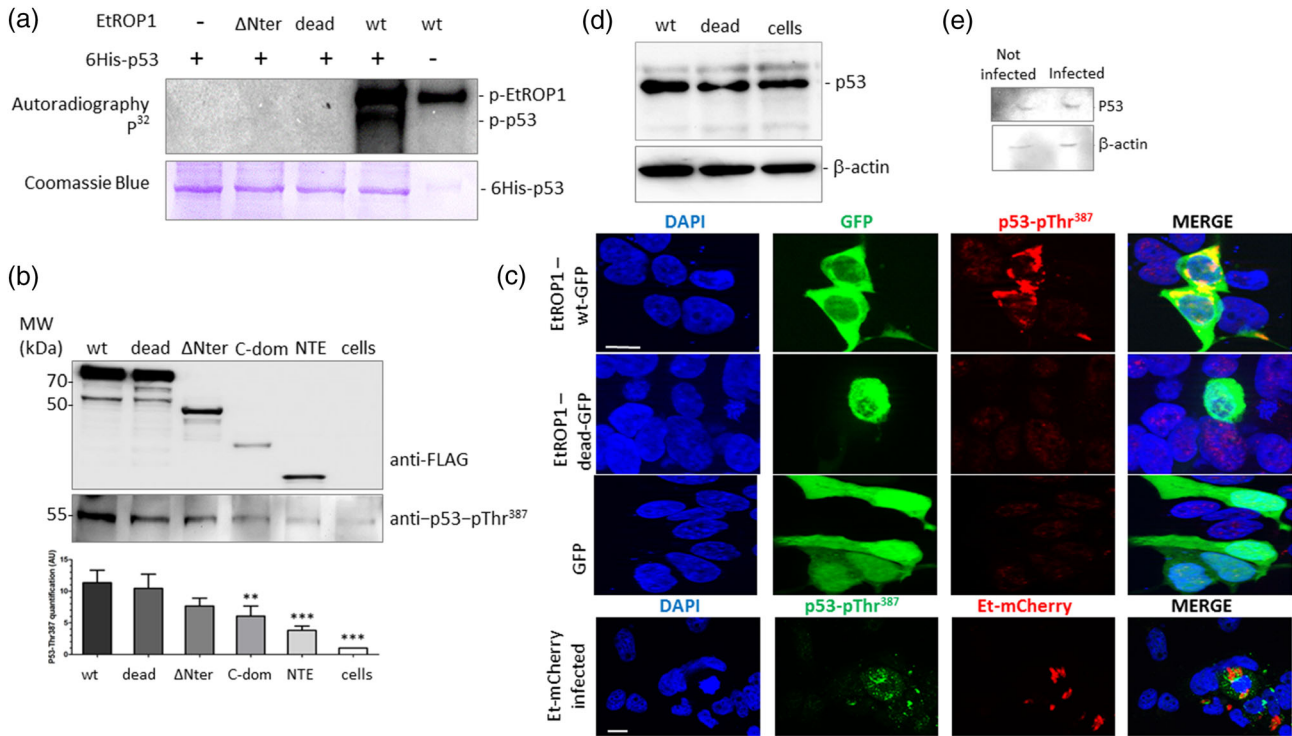 (a)
EtROP1 - ΔNter dead wt wt
6His-p53 + + + + -
Autoradiography
P³²
- p-EtROP1
- p-p53
Coomassie Blue
- 6His-p53
(b)
MW
(kDa)
wt dead ΔNter C-dom NTE cells
70-
50-
anti-FLAG
55-
anti–p53–pThr³⁸⁷
P53-Thr387 quantification (AU)
15
10
5
0
** *** ***
wt dead ΔNter C-dom NTE cells
(d)
wt dead cells
- p53
- β-actin
(e)
Not
infected Infected
P53
β-actin
(c)
DAPI GFP p53-pThr³⁸⁷ MERGE
EtROP1 –
wt-GFP
EtROP1 –
dead-GFP
GFP
DAPI p53-pThr³⁸⁷ Et-mCherry MERGE
Et-mCherry
infected